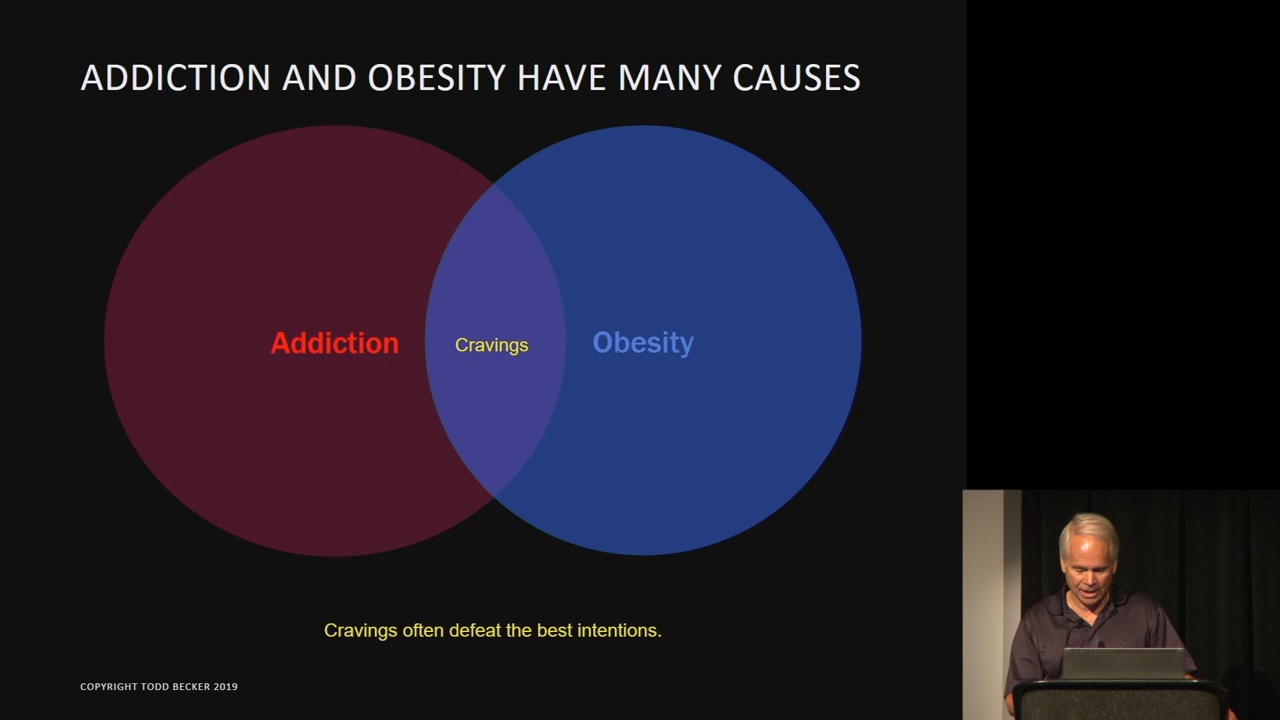 ADDICTION AND OBESITY HAVE MANY CAUSES
Addiction
Cravings
Obesity
Cravings often defeat the best intentions.
COPYRIGHT TODD BECKER 2019